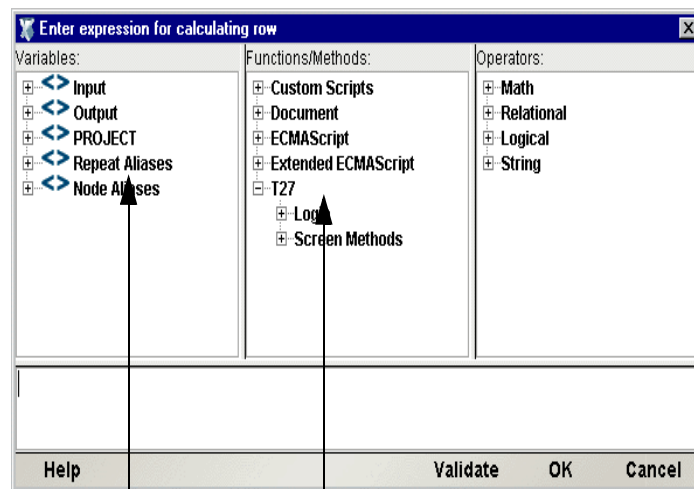 Enter expression for calculating row
Variables:
Input
Output
PROJECT
Repeat Aliases
Node Aliases
Functions/Methods:
Custom Scripts
Document
ECMAScript
Extended ECMAScript
T27
Login
Screen Methods
Operators:
Math
Relational
Logical
String
Help
Validate
OK
Cancel